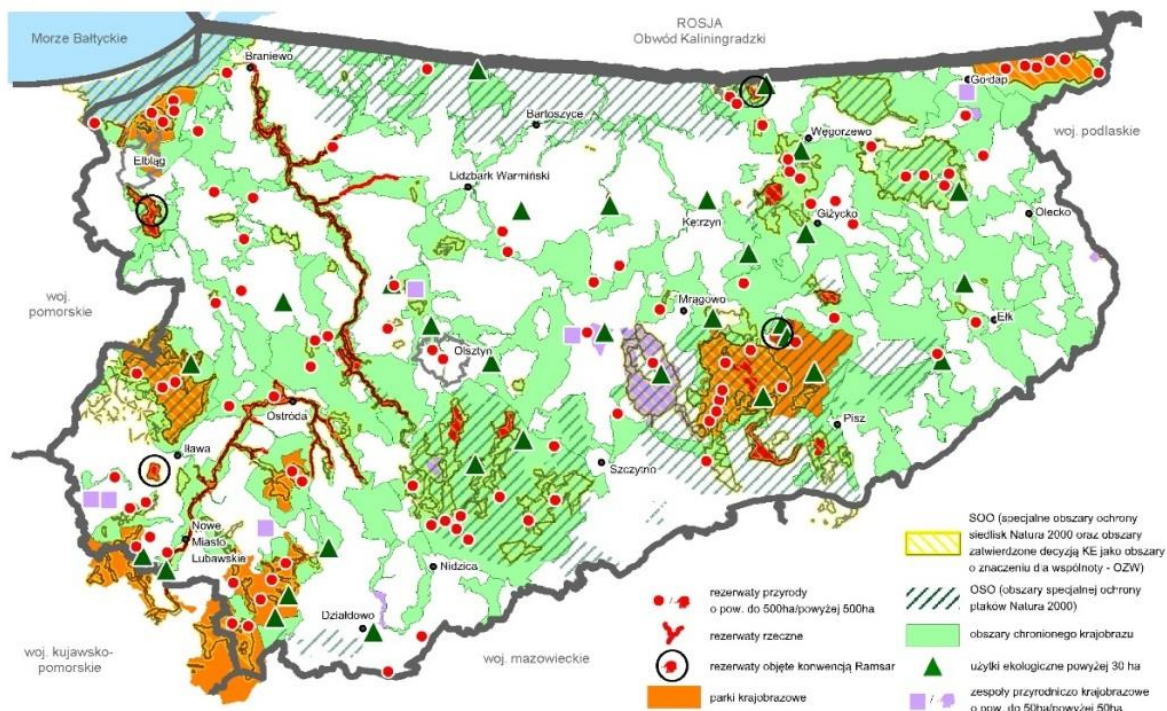 Morze Bałtyckie
ROSJA
Obwód Kaliningradzki
Braniewo
Gołdap
Bartoszyce
Węgorzewo
woj. podlaskie
Elbląg
Lidzbark Warmiński
Kętrzyn
Giżycko
Olecko
woj.
pomorskie
Mrągowo
Ełk
Olsztyn
Ostróda
Pisz
Iława
Szczytno
Nowe
Miasto
Lubawskie
Nidzica
Działdowo
woj. kujawsko-
pomorskie
woj. mazowieckie
rezerwaty przyrody
o pow. do 500ha/powyżej 500ha
rezerwaty rzeczne
rezerwaty objęte konwencją Ramsar
parki krajobrazowe
SOO (specjalne obszary ochrony
siedlisk Natura 2000 oraz obszary
zatwierdzone decyzją KE jako obszary
o znaczeniu dla wspólnoty - OZW)
OSO (obszary specjalnej ochrony
ptaków Natura 2000)
obszary chronionego krajobrazu
użytki ekologiczne powyżej 30 ha
zespoły przyrodniczo krajobrazowe
o pow. do 50ha/powyżej 50ha